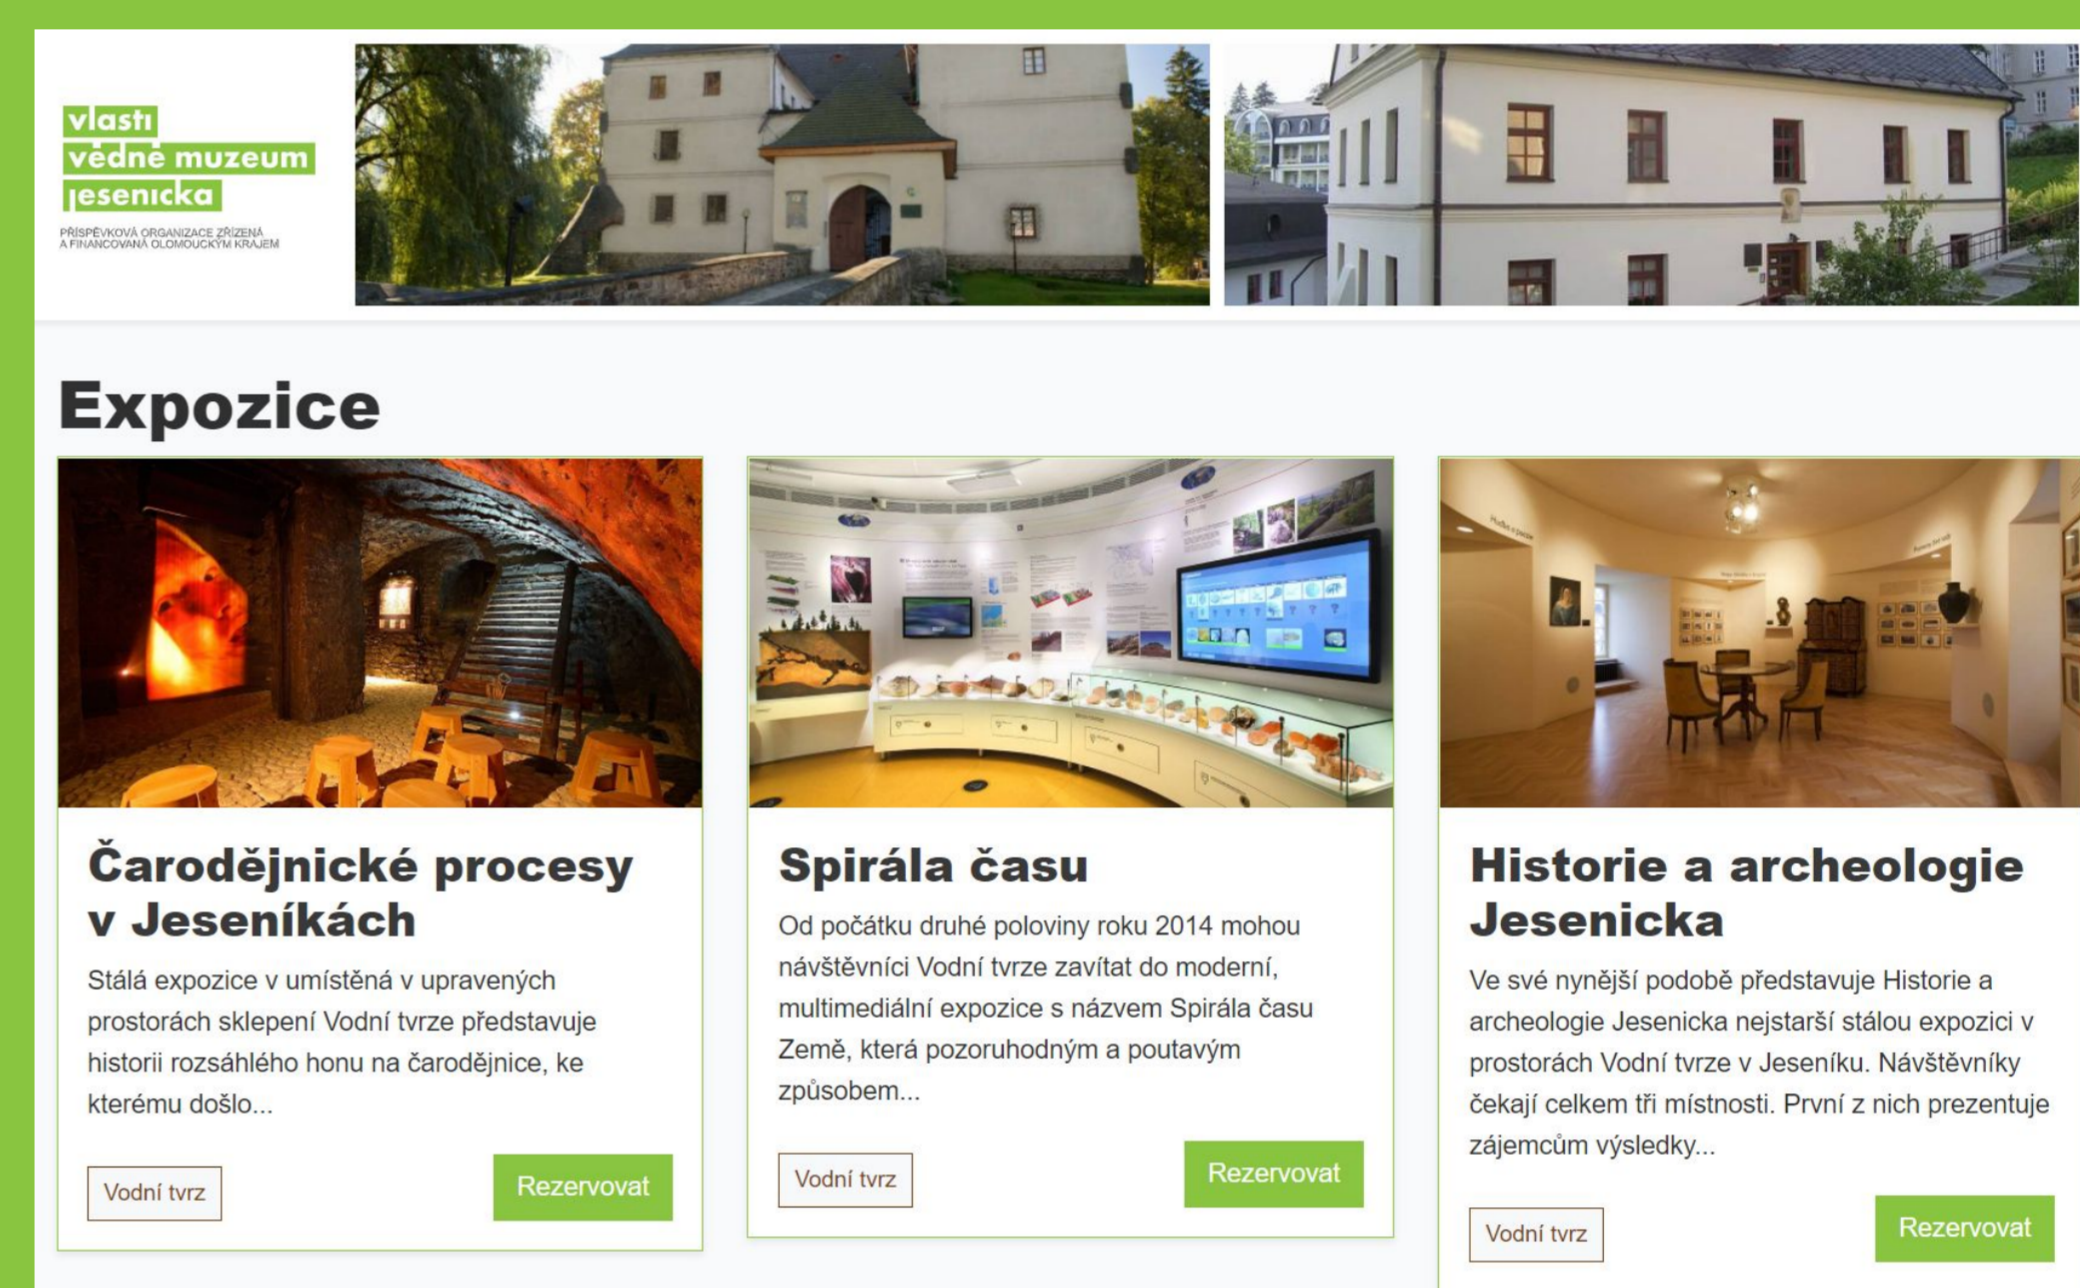 vlasti
vědné muzeum
jesenicka
PŘÍSPĚVKOVÁ ORGANIZACE ZŘÍZENÁ
A FINANCOVANÁ OLOMOUCKÝM KRAJEM
Expozice
Čarodějnické procesy
v Jeseníkách
Stálá expozice v umístěná v upravených
prostorách sklepení Vodní tvrze představuje
historii rozsáhlého honu na čarodějnice, ke
kterému došlo...
Vodní tvrz
Rezervovat
Spirála času
Od počátku druhé poloviny roku 2014 mohou
návštěvníci Vodní tvrze zavítat do moderní,
multimediální expozice s názvem Spirála času
Země, která pozoruhodným a poutavým
způsobem...
Vodní tvrz
Rezervovat
Historie a archeologie
Jesenicka
Ve své nynější podobě představuje Historie a
archeologie Jesenicka nejstarší stálou expozici v
prostorách Vodní tvrze v Jeseníku. Návštěvníky
čekají celkem tři místnosti. První z nich prezentuje
zájemcům výsledky...
Vodní tvrz
Rezervovat